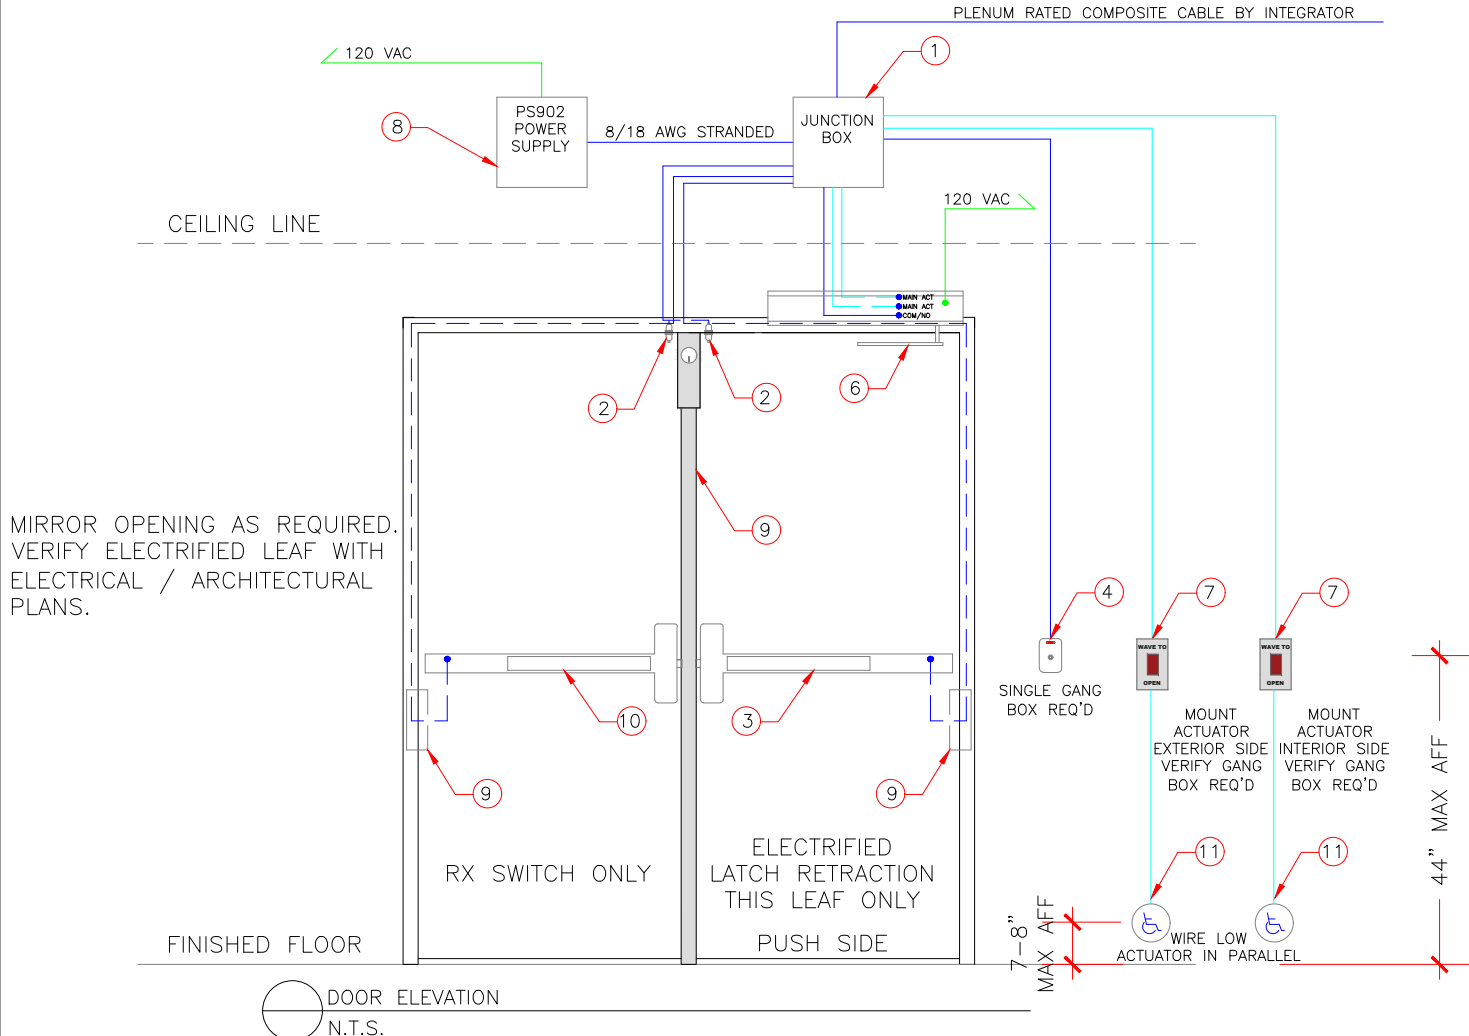 PLENUM RATED COMPOSITE CABLE BY INTEGRATOR
120 VAC
1
PS902
POWER
SUPPLY
8
8/18 AWG STRANDED
JUNCTION
BOX
120 VAC
CEILING LINE
MAIN ACT
MAIN ACT
COM/NO
2
2
6
MIRROR OPENING AS REQUIRED.
VERIFY ELECTRIFIED LEAF WITH
ELECTRICAL / ARCHITECTURAL
PLANS.
9
4
7
7
WAVE TO
OPEN
WAVE TO
OPEN
SINGLE GANG
BOX REQ'D
10
3
MOUNT
ACTUATOR
EXTERIOR SIDE
VERIFY GANG
BOX REQ'D
MOUNT
ACTUATOR
INTERIOR SIDE
VERIFY GANG
BOX REQ'D
44" MAX AFF
9
9
RX SWITCH ONLY
ELECTRIFIED
LATCH RETRACTION
THIS LEAF ONLY
PUSH SIDE
11
11
7-8"
MAX AFF
WIRE LOW
ACTUATOR IN PARALLEL
FINISHED FLOOR
DOOR ELEVATION
N.T.S.